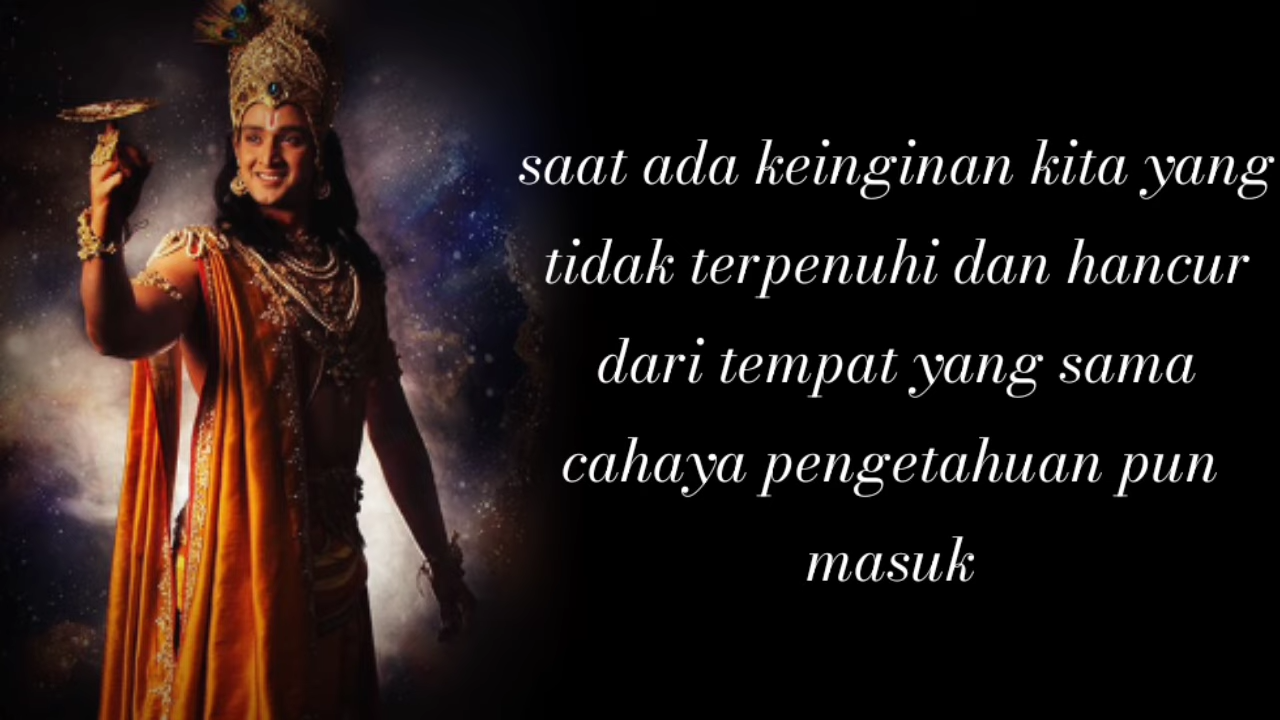 saat ada keinginan kita yang
tidak terpenuhi dan hancur
dari tempat yang sama
cahaya pengetahuan pun
masuk